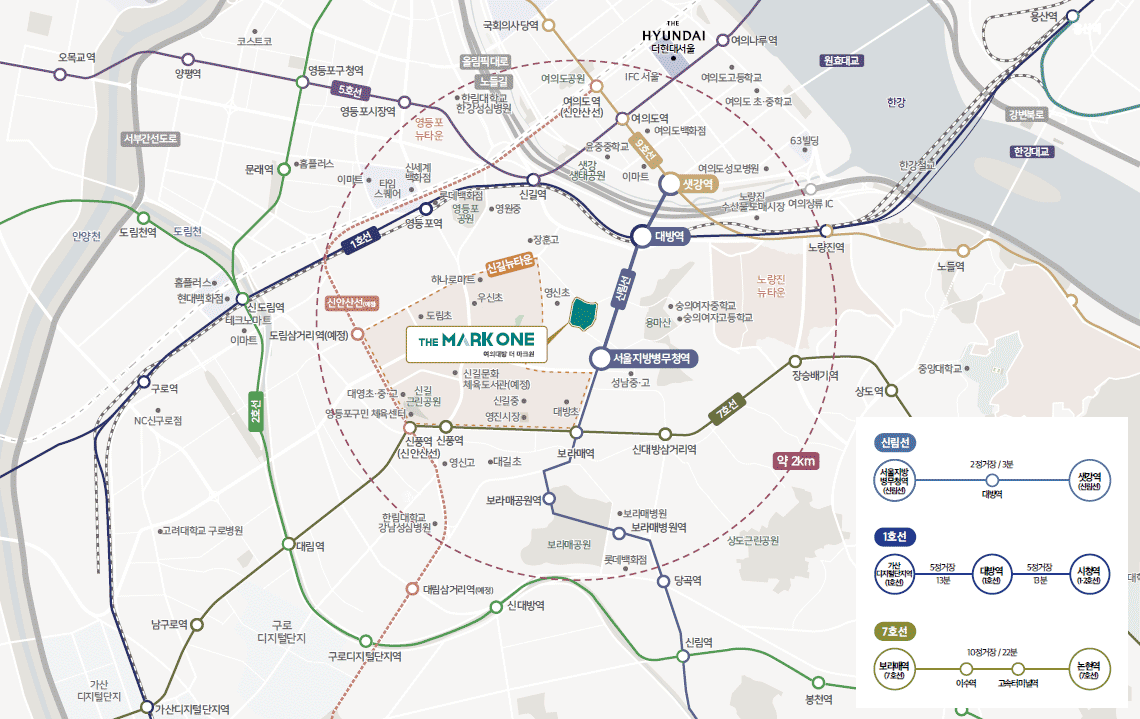 국회의사당역
THE
HYUNDAI
더현대서울
여의나루역
용산역
오목교역
코스트코
양평역
영등포구청역
올림픽대로
노들길
5호선
영등포시장역
한림대학교
한강성심병원
여의도공원
IFC 서울
여의도고등학교
여의도 초·중학교
원효대교
한강
강변북로
한강대교
한강철교
여의도역
(신안산선)
여의도역
여의도백화점
9호선
63빌딩
영등포
뉴타운
서부간선도로
문래역
홈플러스
이마트
타임
스퀘어
신세계
백화점
롯데백화점
영등포
공원
영등포역
영원중
신길역
윤중중학교
샛강
생태공원
이마트
여의도성모병원
샛강역
노량진
수산물도매시장
여의상류 IC
대방역
노량진역
노들역
안양천
도림천역
도림천
1호선
장훈고
신길뉴타운
하나로마트
우신초
영신초
신림선
노량진
뉴타운
숭의여자중학교
숭의여자고등학교
용마산
홈플러스
현대백화점
신도림역
테크노마트
이마트
신안산선(예정)
도림초
도림삼거리역(예정)
THE MARK ONE
여의대방 더 마크원
서울지방병무청역
성남중·고
장승배기역
중앙대학교
상도역
구로역
NC신구로점
2호선
신길문화
체육도서관(예정)
대영초·중·고
신길
근린공원
신길중
영등포구민 체육센터
영진시장
대방초
7호선
신풍역
(신안산선)
신풍역
보라매역
신대방삼거리역
약 2km
영신고
대길초
보라매공원역
한림대학교
강남성심병원
보라매병원
보라매병원역
보라매공원
롯데백화점
상도근린공원
고려대학교 구로병원
대림역
당곡역
대림삼거리역(예정)
신대방역
남구로역
구로
디지털단지
구로디지털단지역
신림역
봉천역
가산
디지털단지
가산디지털단지역
신림선
서울지방
병무청역
(신림선)
2정거장 / 3분
대방역
샛강역
(신림선)
1호선
가산
디지털단지역
(1호선)
5정거장
13분
대방역
(1호선)
5정거장
13분
시청역
(1·2호선)
7호선
보라매역
(7호선)
10정거장 / 22분
이수역
고속터미널역
논현역
(7호선)